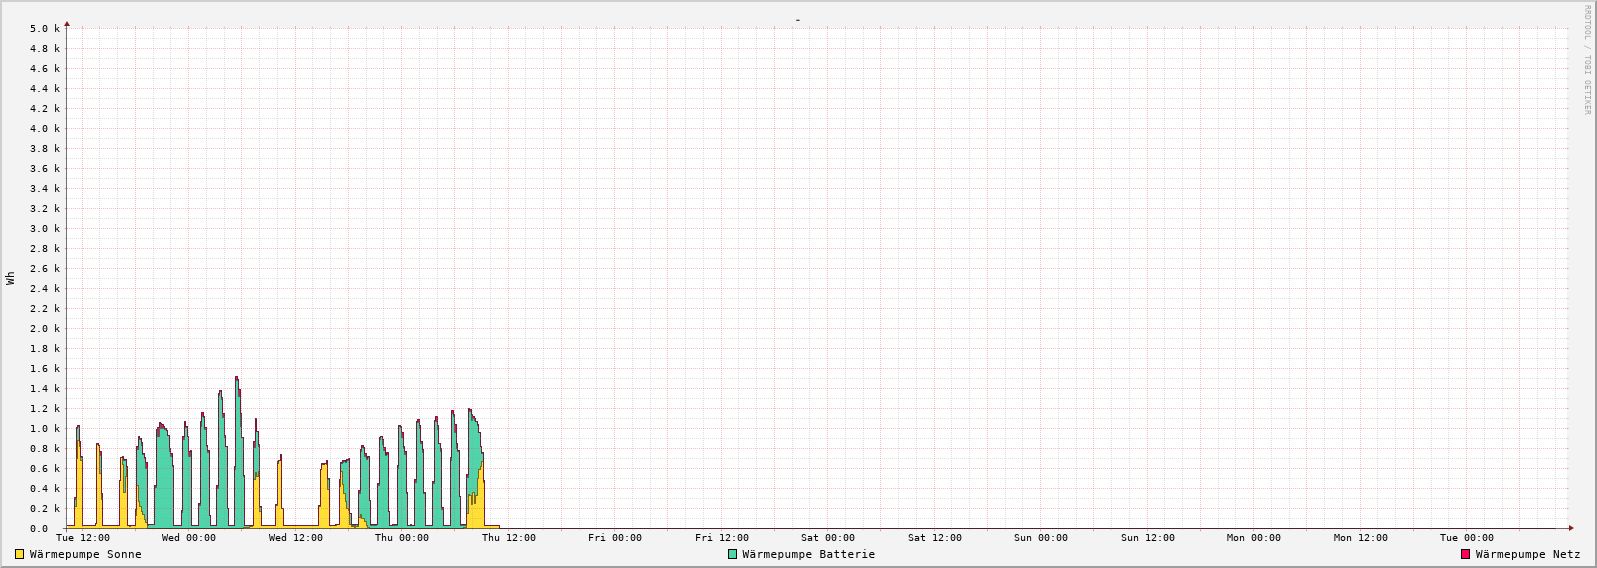 -
RRDTOOL / TOBI OETIKER
Wh
5.0 k
4.8 k
4.6 k
4.4 k
4.2 k
4.0 k
3.8 k
3.6 k
3.4 k
3.2 k
3.0 k
2.8 k
2.6 k
2.4 k
2.2 k
2.0 k
1.8 k
1.6 k
1.4 k
1.2 k
1.0 k
0.8 k
0.6 k
0.4 k
0.2 k
0.0
Tue 12:00 Wed 00:00 Wed 12:00 Thu 00:00 Thu 12:00 Fri 00:00 Fri 12:00 Sat 00:00 Sat 12:00 Sun 00:00 Sun 12:00 Mon 00:00 Mon 12:00 Tue 00:00
Wärmepumpe Sonne Wärmepumpe Batterie Wärmepumpe Netz